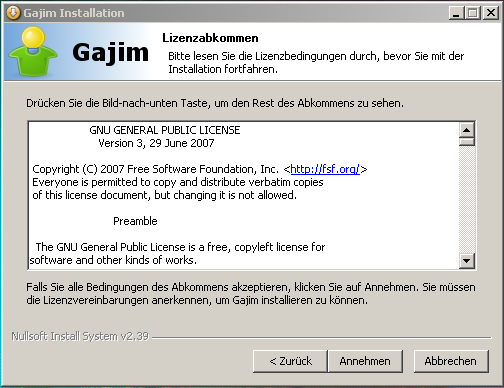 Gajim Installation
Gajim
Lizenzabkommen
Bitte lesen Sie die Lizenzbedingungen durch, bevor Sie mit der
Installation fortfahren.
Drücken Sie die Bild-nach-unten Taste, um den Rest des Abkommens zu sehen.
GNU GENERAL PUBLIC LICENSE
Version 3, 29 June 2007
Copyright (C) 2007 Free Software Foundation, Inc. <http://fsf.org/>
Everyone is permitted to copy and distribute verbatim copies
of this license document, but changing it is not allowed.
Preamble
The GNU General Public License is a free, copyleft license for
software and other kinds of works.
Falls Sie alle Bedingungen des Abkommens akzeptieren, klicken Sie auf Annehmen. Sie müssen
die Lizenzvereinbarungen anerkennen, um Gajim installieren zu können.
Nullsoft Install System v2.39
< Zurück Annehmen Abbrechen